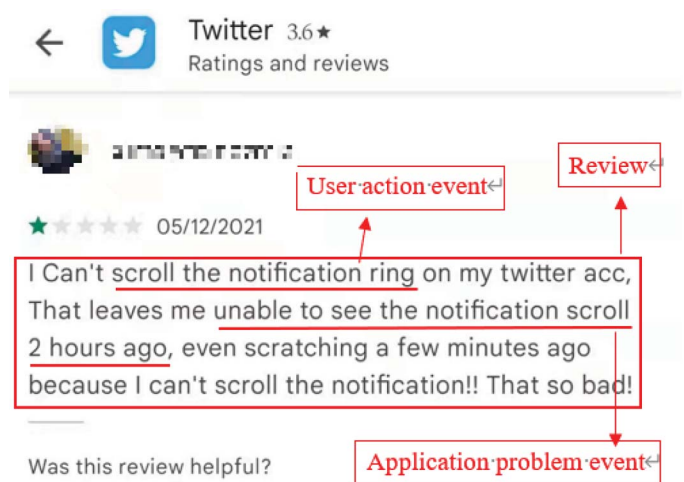 Twitter 3.6★
Ratings and reviews
User action event
Review
05/12/2021
I Can't scroll the notification ring on my twitter acc,
That leaves me unable to see the notification scroll
2 hours ago, even scratching a few minutes ago
because I can't scroll the notification!! That so bad!
Was this review helpful?
Application problem event